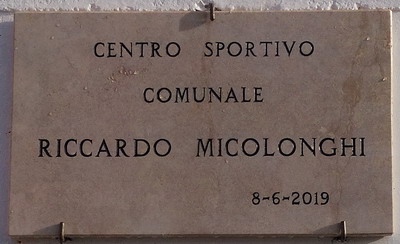 CENTRO SPORTIVO
COMUNALE
RICCARDO MICOLONGHI
8-6-2019